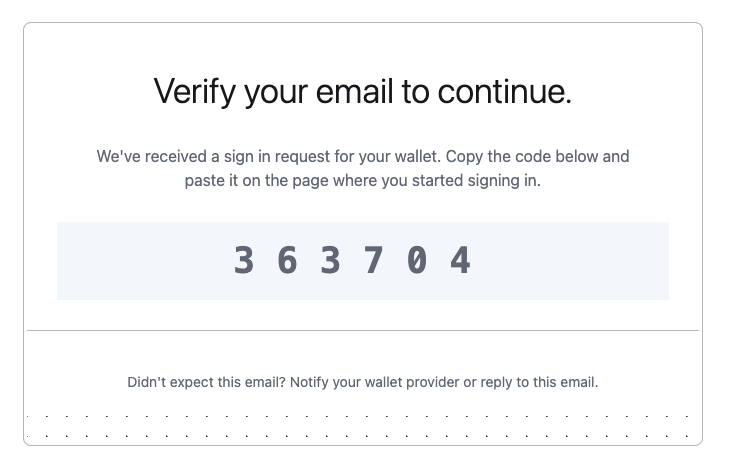 Verify your email to continue.
We've received a sign in request for your wallet. Copy the code below and
paste it on the page where you started signing in.
3 6 3 7 0 4
Didn't expect this email? Notify your wallet provider or reply to this email.